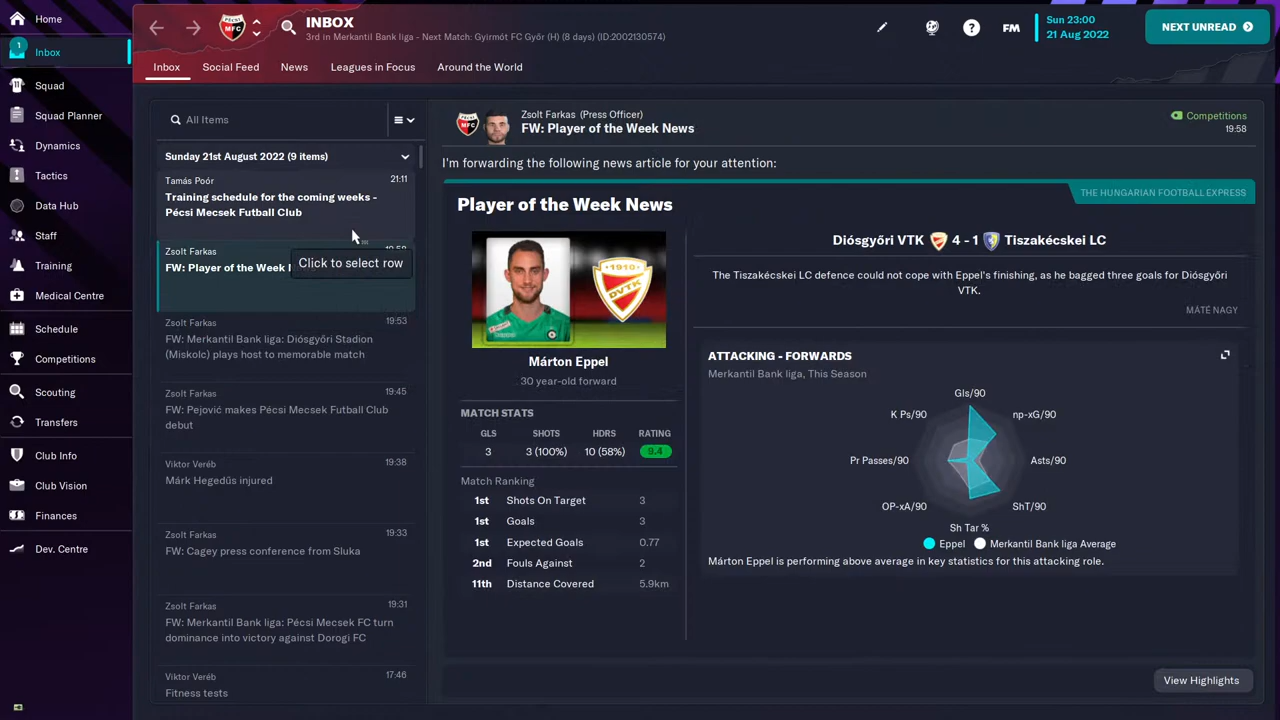 Home
1
Inbox
Squad
Squad Planner
Dynamics
Tactics
Data Hub
Staff
Training
Medical Centre
Schedule
Competitions
Scouting
Transfers
Club Info
Club Vision
Finances
Dev. Centre
INBOX
3rd in Merkantil Bank liga - Next Match: Gyirmót FC Győr (H) (8 days) (ID:2002130574)
FM
Sun 23:00
21 Aug 2022
NEXT UNREAD
Inbox
Social Feed
News
Leagues in Focus
Around the World
All Items
Sunday 21st August 2022 (9 items)
Tamás Poór 21:11
Training schedule for the coming weeks -
Pécsi Mecsek Futball Club
Zsolt Farkas 19:58
FW: Player of the Week
Click to select row
Zsolt Farkas 19:53
FW: Merkantil Bank liga: Diósgyőri Stadion
(Miskolc) plays host to memorable match
Zsolt Farkas 19:45
FW: Pejović makes Pécsi Mecsek Futball Club
debut
Viktor Veréb 19:38
Márk Hegedűs injured
Zsolt Farkas 19:33
FW: Cagey press conference from Sluka
Zsolt Farkas 19:31
FW: Merkantil Bank liga: Pécsi Mecsek FC turn
dominance into victory against Dorogi FC
Viktor Veréb 17:46
Fitness tests
Zsolt Farkas (Press Officer)
FW: Player of the Week News
Competitions
19:58
I'm forwarding the following news article for your attention:
THE HUNGARIAN FOOTBALL EXPRESS
Player of the Week News
1910
DVTK
Márton Eppel
30 year-old forward
MATCH STATS
GLS SHOTS HDRS RATING
3 3 (100%) 10 (58%) 9.4
Match Ranking
1st Shots On Target 3
1st Goals 3
1st Expected Goals 0.77
2nd Fouls Against 2
11th Distance Covered 5.9km
Diósgyőri VTK 4 - 1 Tiszakécskei LC
The Tiszakécskei LC defence could not cope with Eppel's finishing, as he bagged three goals for Diósgyőri
VTK.
MÁTÉ NAGY
ATTACKING - FORWARDS
Merkantil Bank liga, This Season
Gls/90
K Ps/90 np-xG/90
Pr Passes/90 Asts/90
OP-xA/90 ShT/90
Sh Tar %
Eppel Merkantil Bank liga Average
Márton Eppel is performing above average in key statistics for this attacking role.
View Highlights